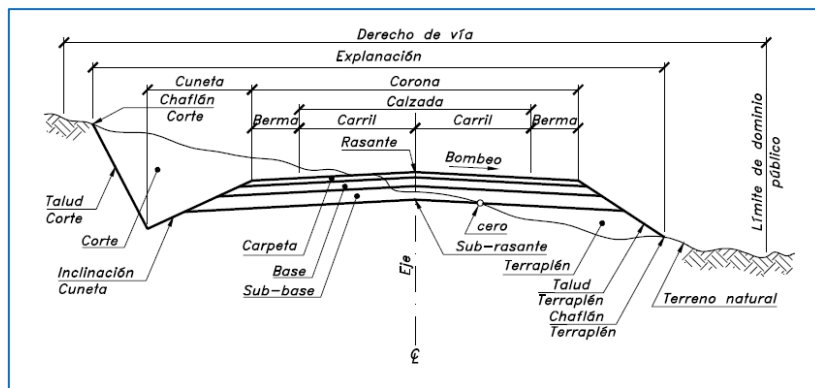 Derecho de vía
Explanación
Cuneta
Corona
Chaflán
Corte
Calzada
Berma
Carril
Carril
Berma
Rasante
Bombeo
Talud
Corte
Corte
Inclinación
Cuneta
Carpeta
Base
Sub-base
Eje
cero
Sub-rasante
Terraplén
Talud
Terraplén
Chaflán
Terraplén
Terreno natural
Límite de dominio
público
℄